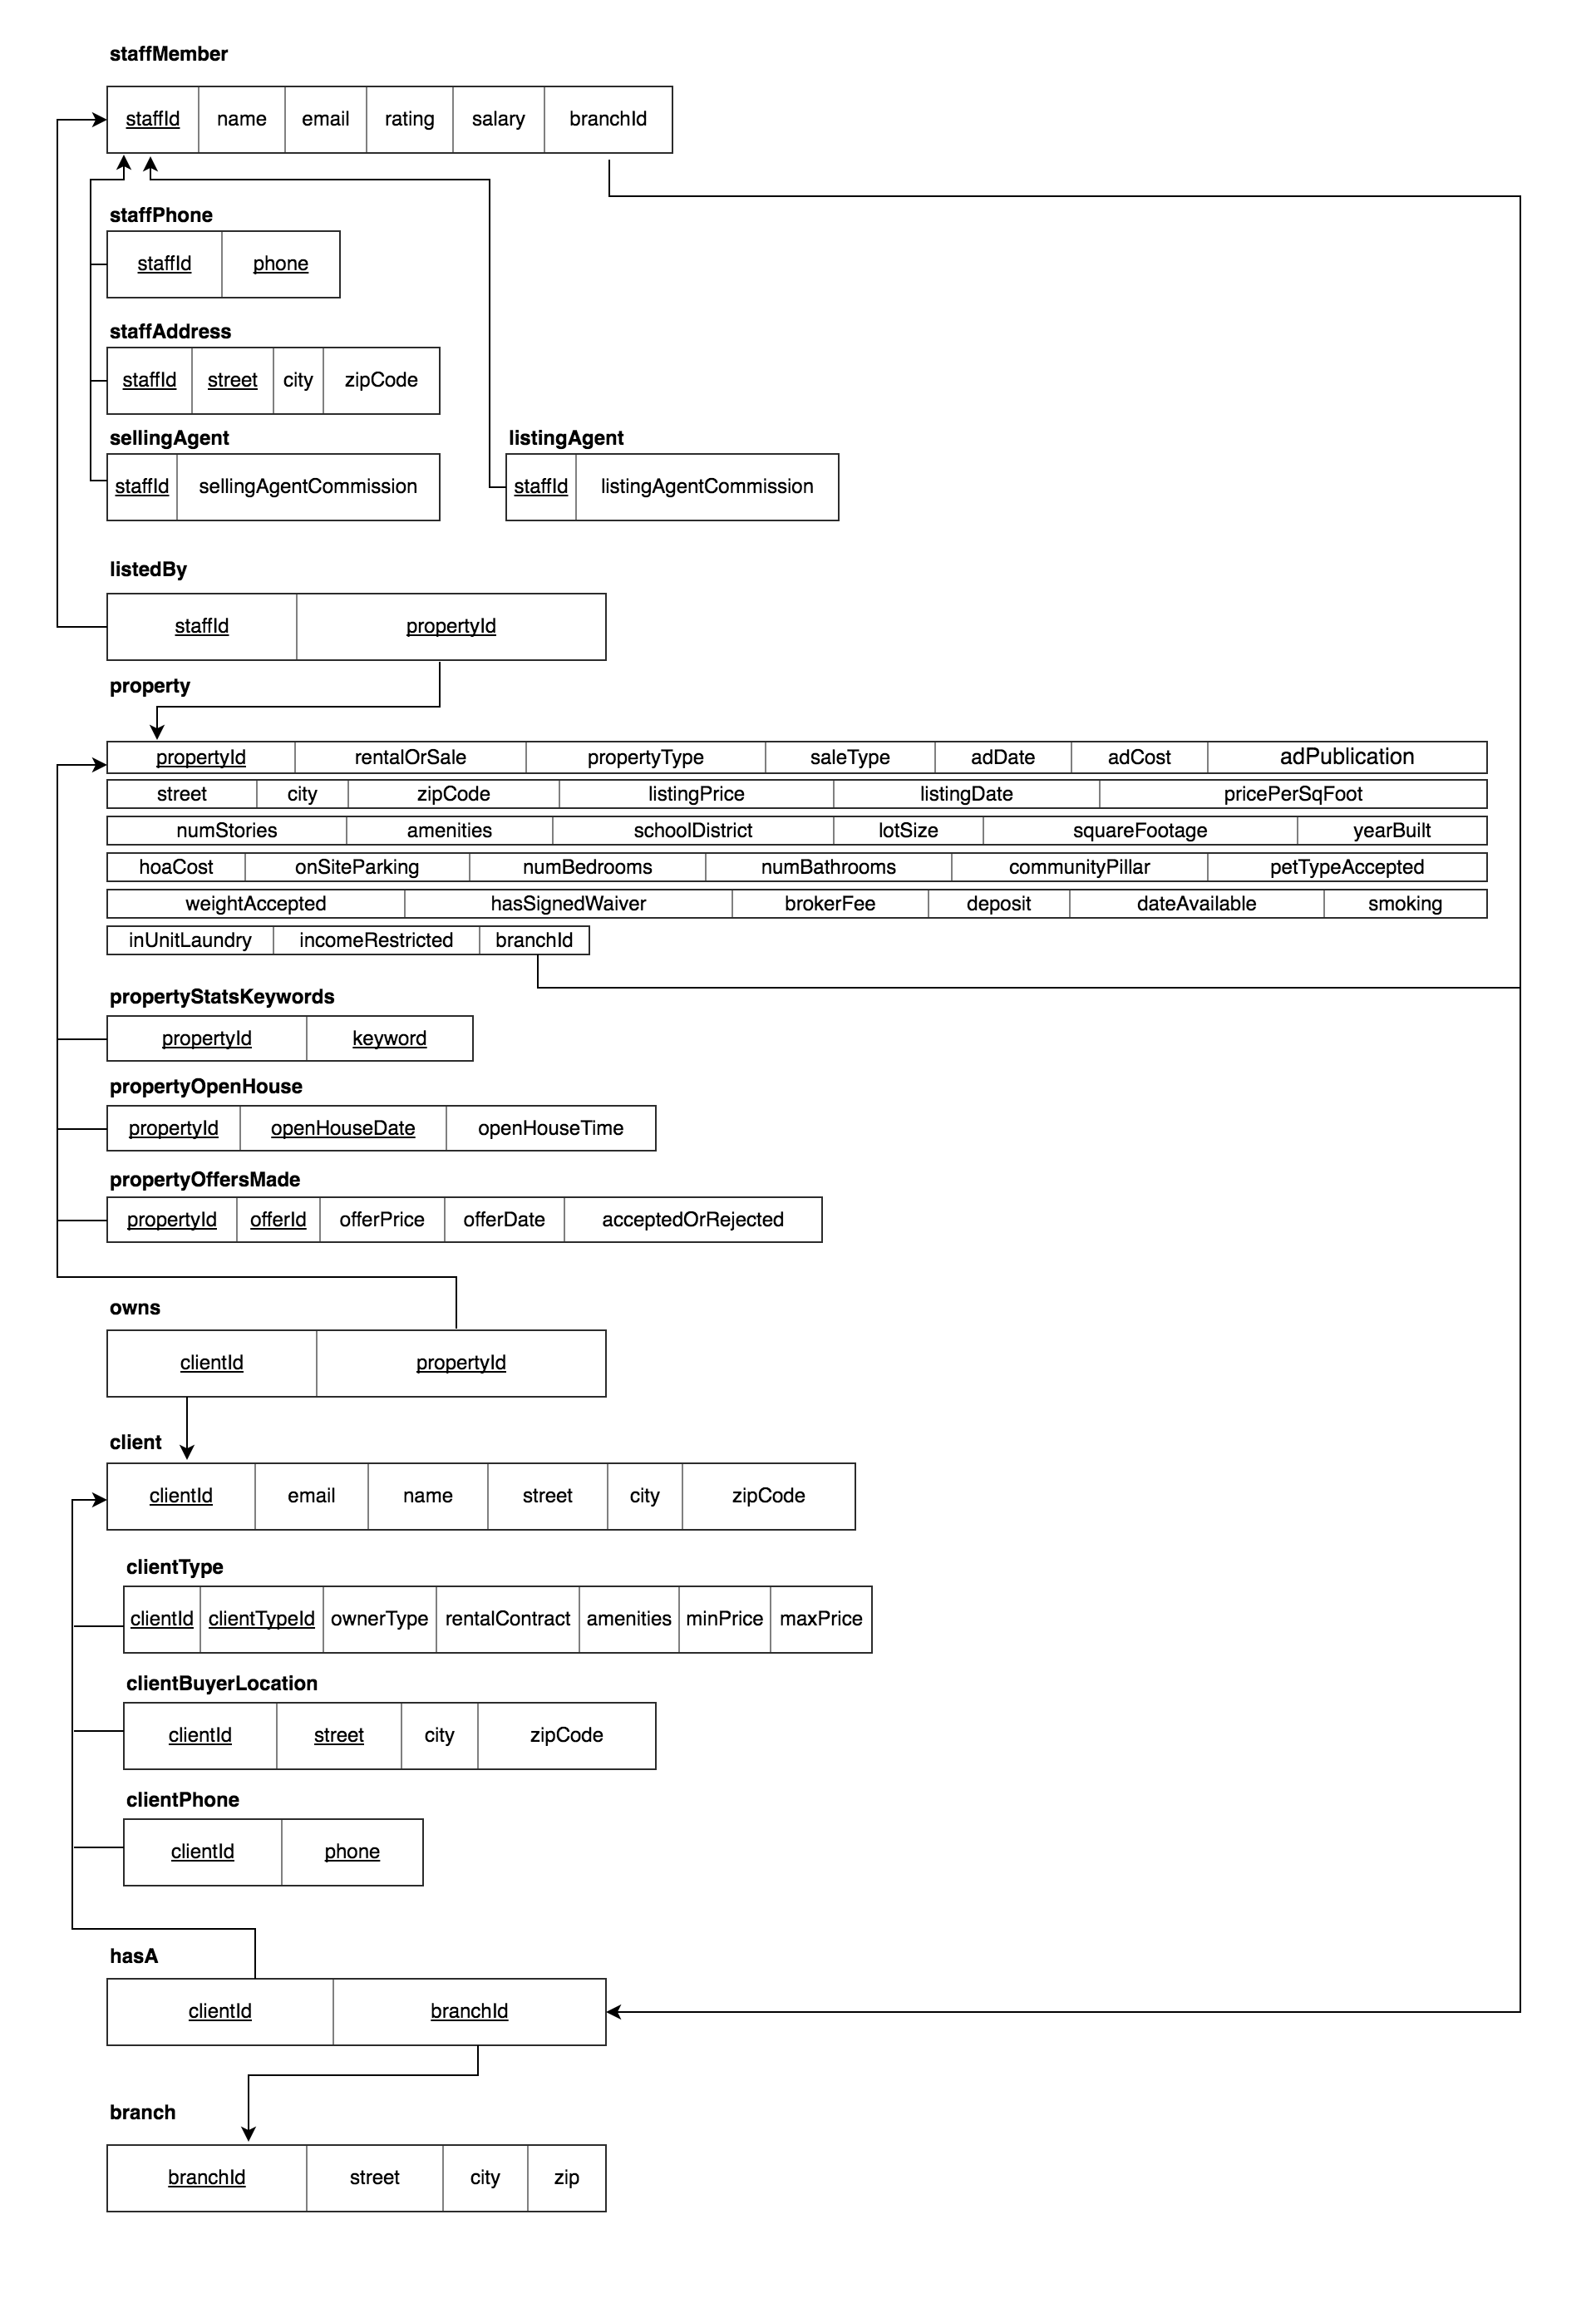 staffMember
staffId name email rating salary branchId
staffPhone
staffId phone
staffAddress
staffId street city zipCode
sellingAgent listingAgent
staffId sellingAgentCommission staffId listingAgentCommission
listedBy
staffId propertyId
property
propertyId rentalOrSale propertyType saleType adDate adCost adPublication
street city zipCode listingPrice listingDate pricePerSqFoot
numStories amenities schoolDistrict lotSize squareFootage yearBuilt
hoaCost onSiteParking numBedrooms numBathrooms communityPillar petTypeAccepted
weightAccepted hasSignedWaiver brokerFee deposit dateAvailable smoking
inUnitLaundry incomeRestricted branchId
propertyStatsKeywords
propertyId keyword
propertyOpenHouse
propertyId openHouseDate openHouseTime
propertyOffersMade
propertyId offerId offerPrice offerDate acceptedOrRejected
owns
clientId propertyId
client
clientId email name street city zipCode
clientType
clientId clientTypeId ownerType rentalContract amenities minPrice maxPrice
clientBuyerLocation
clientId street city zipCode
clientPhone
clientId phone
hasA
clientId branchId
branch
branchId street city zip